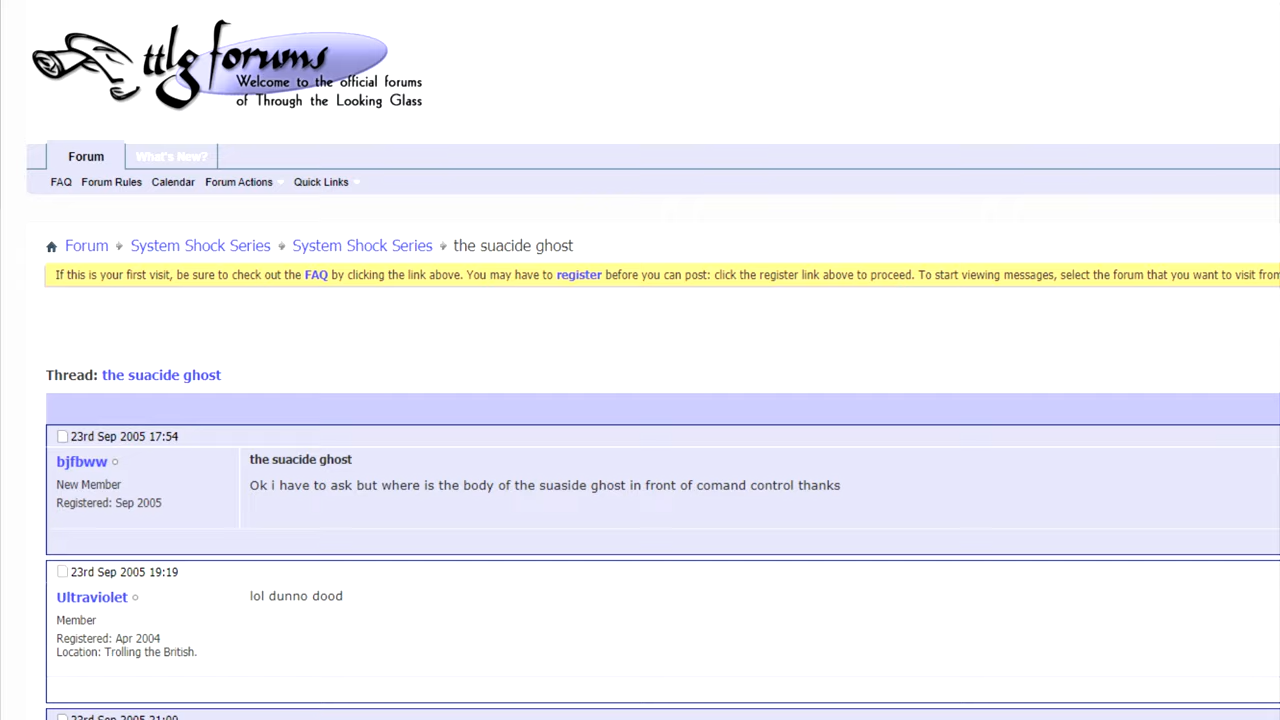 ttlg forums
Welcome to the official forums
of Through the Looking Glass
Forum What's New?
FAQ Forum Rules Calendar Forum Actions Quick Links
Forum System Shock Series System Shock Series the suacide ghost
If this is your first visit, be sure to check out the FAQ by clicking the link above. You may have to register before you can post: click the register link above to proceed. To start viewing messages, select the forum that you want to visit from
Thread: the suacide ghost
23rd Sep 2005 17:54
bjfbww
New Member
Registered: Sep 2005
the suacide ghost
Ok i have to ask but where is the body of the suaside ghost in front of comand control thanks
23rd Sep 2005 19:19
Ultraviolet
Member
Registered: Apr 2004
Location: Trolling the British.
lol dunno dood